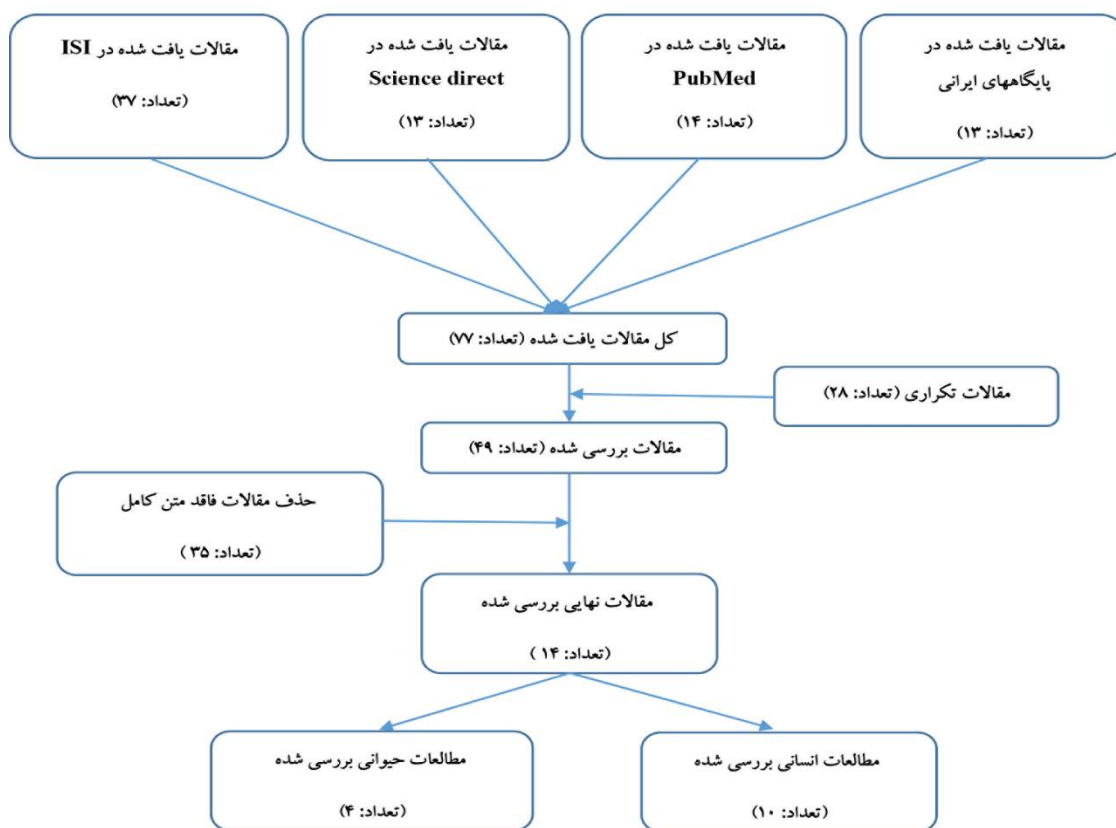 مقالات یافت شده در
پایگاههای ایرانی
(تعداد: ۱۳)
مقالات یافت شده در
PubMed
(تعداد: ۱۴)
مقالات یافت شده در
Science direct
(تعداد: ۱۳)
مقالات یافت شده در ISI
(تعداد: ۳۷)
کل مقالات یافت شده (تعداد: ۷۷)
مقالات تکراری (تعداد: ۲۸)
مقالات بررسی شده (تعداد: ۴۹)
حذف مقالات فاقد متن کامل
(تعداد: ۳۵ )
مقالات نهایی بررسی شده
(تعداد: ۱۴ )
مطالعات انسانی بررسی شده
(تعداد: ۱۰)
مطالعات حیوانی بررسی شده
(تعداد: ۴)